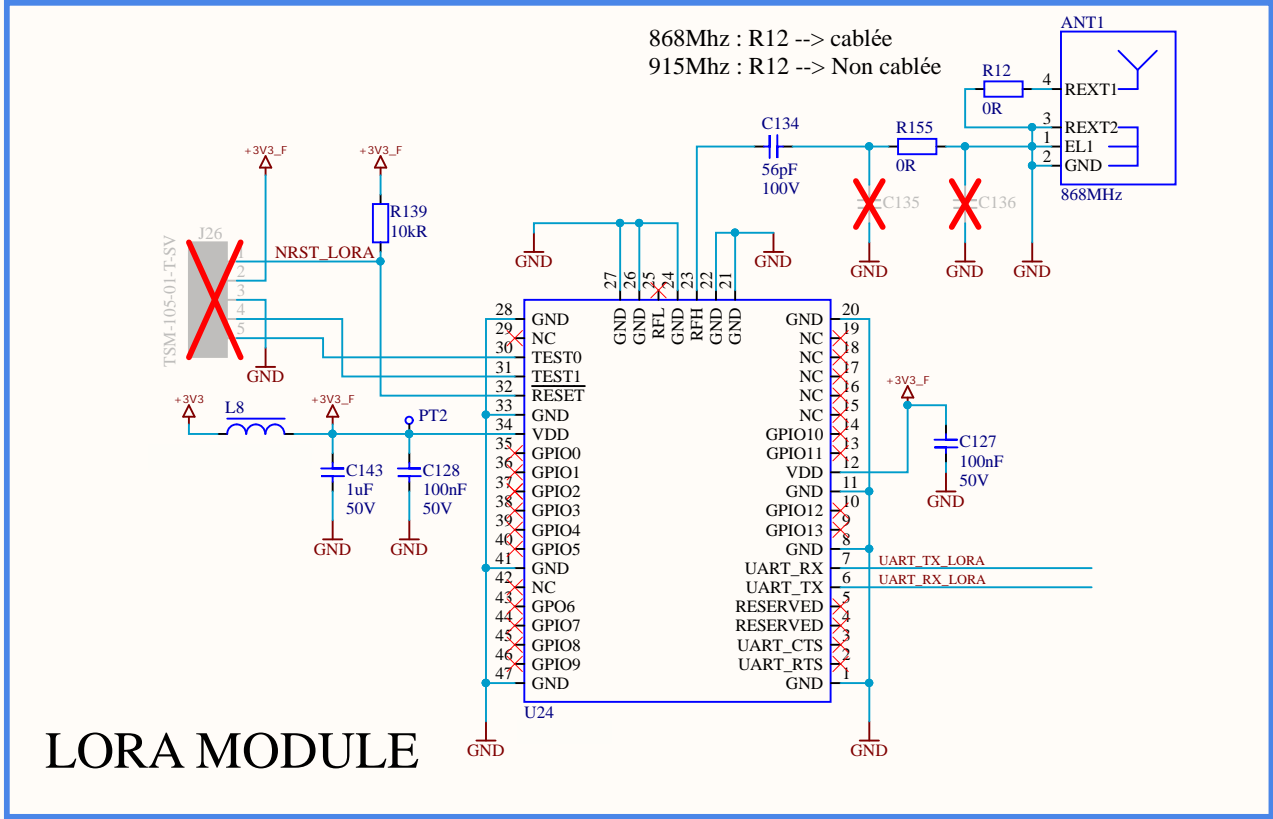 868Mhz : R12 --> cablée
915Mhz : R12 --> Non cablée
ANT1
R12
0R
4
REXT1
3
REXT2
1
EL1
2
GND
868MHz
C134
56pF
100V
R155
0R
C135
C136
GND
GND
GND
+3V3_F
+3V3_F
R139
10kR
J26
TSM-105-01-T-SV
1
2
3
4
5
NRST_LORA
GND
GND
GND
27
26
25
24
23
22
21
GND
GND
RFL
GND
RFH
GND
GND
28 GND
29 NC
30 TEST0
31 TEST1
32 RESET
33 GND
34 VDD
35 GPIO0
36 GPIO1
37 GPIO2
38 GPIO3
39 GPIO4
40 GPIO5
41 GND
42 NC
43 GPO6
44 GPIO7
45 GPIO8
46 GPIO9
47 GND
GND 20
NC 19
NC 18
NC 17
NC 16
NC 15
GPIO10 14
GPIO11 13
VDD 12
GND 11
GPIO12 10
GPIO13 9
GND 8
UART_RX 7
UART_TX 6
RESERVED 5
RESERVED 4
UART_CTS 3
UART_RTS 2
GND 1
UART_TX_LORA
UART_RX_LORA
+3V3
L8
+3V3_F
PT2
C143
1uF
50V
C128
100nF
50V
GND
GND
+3V3_F
C127
100nF
50V
GND
U24
GND
GND
LORA MODULE